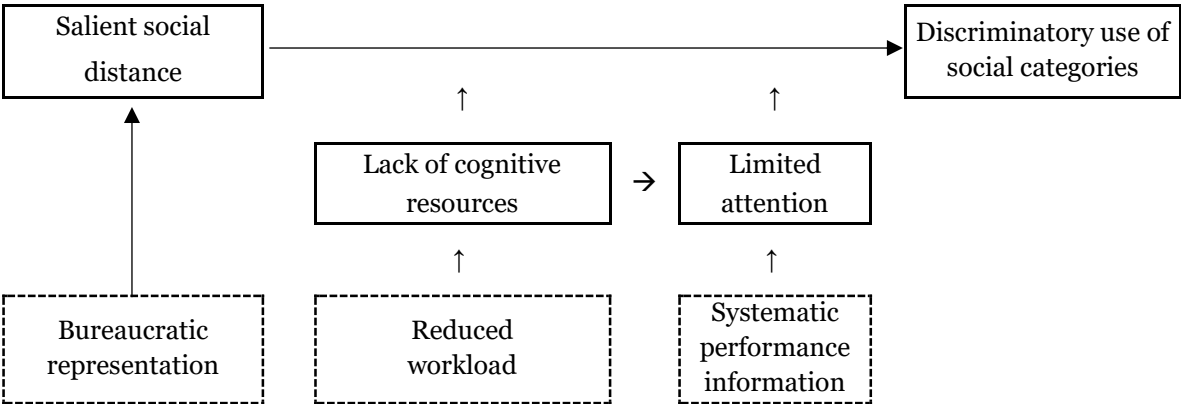 Salient social
distance
Discriminatory use of
social categories
↑
↑
Lack of cognitive
resources
→
Limited
attention
↑
↑
Bureaucratic
representation
Reduced
workload
Systematic
performance
information